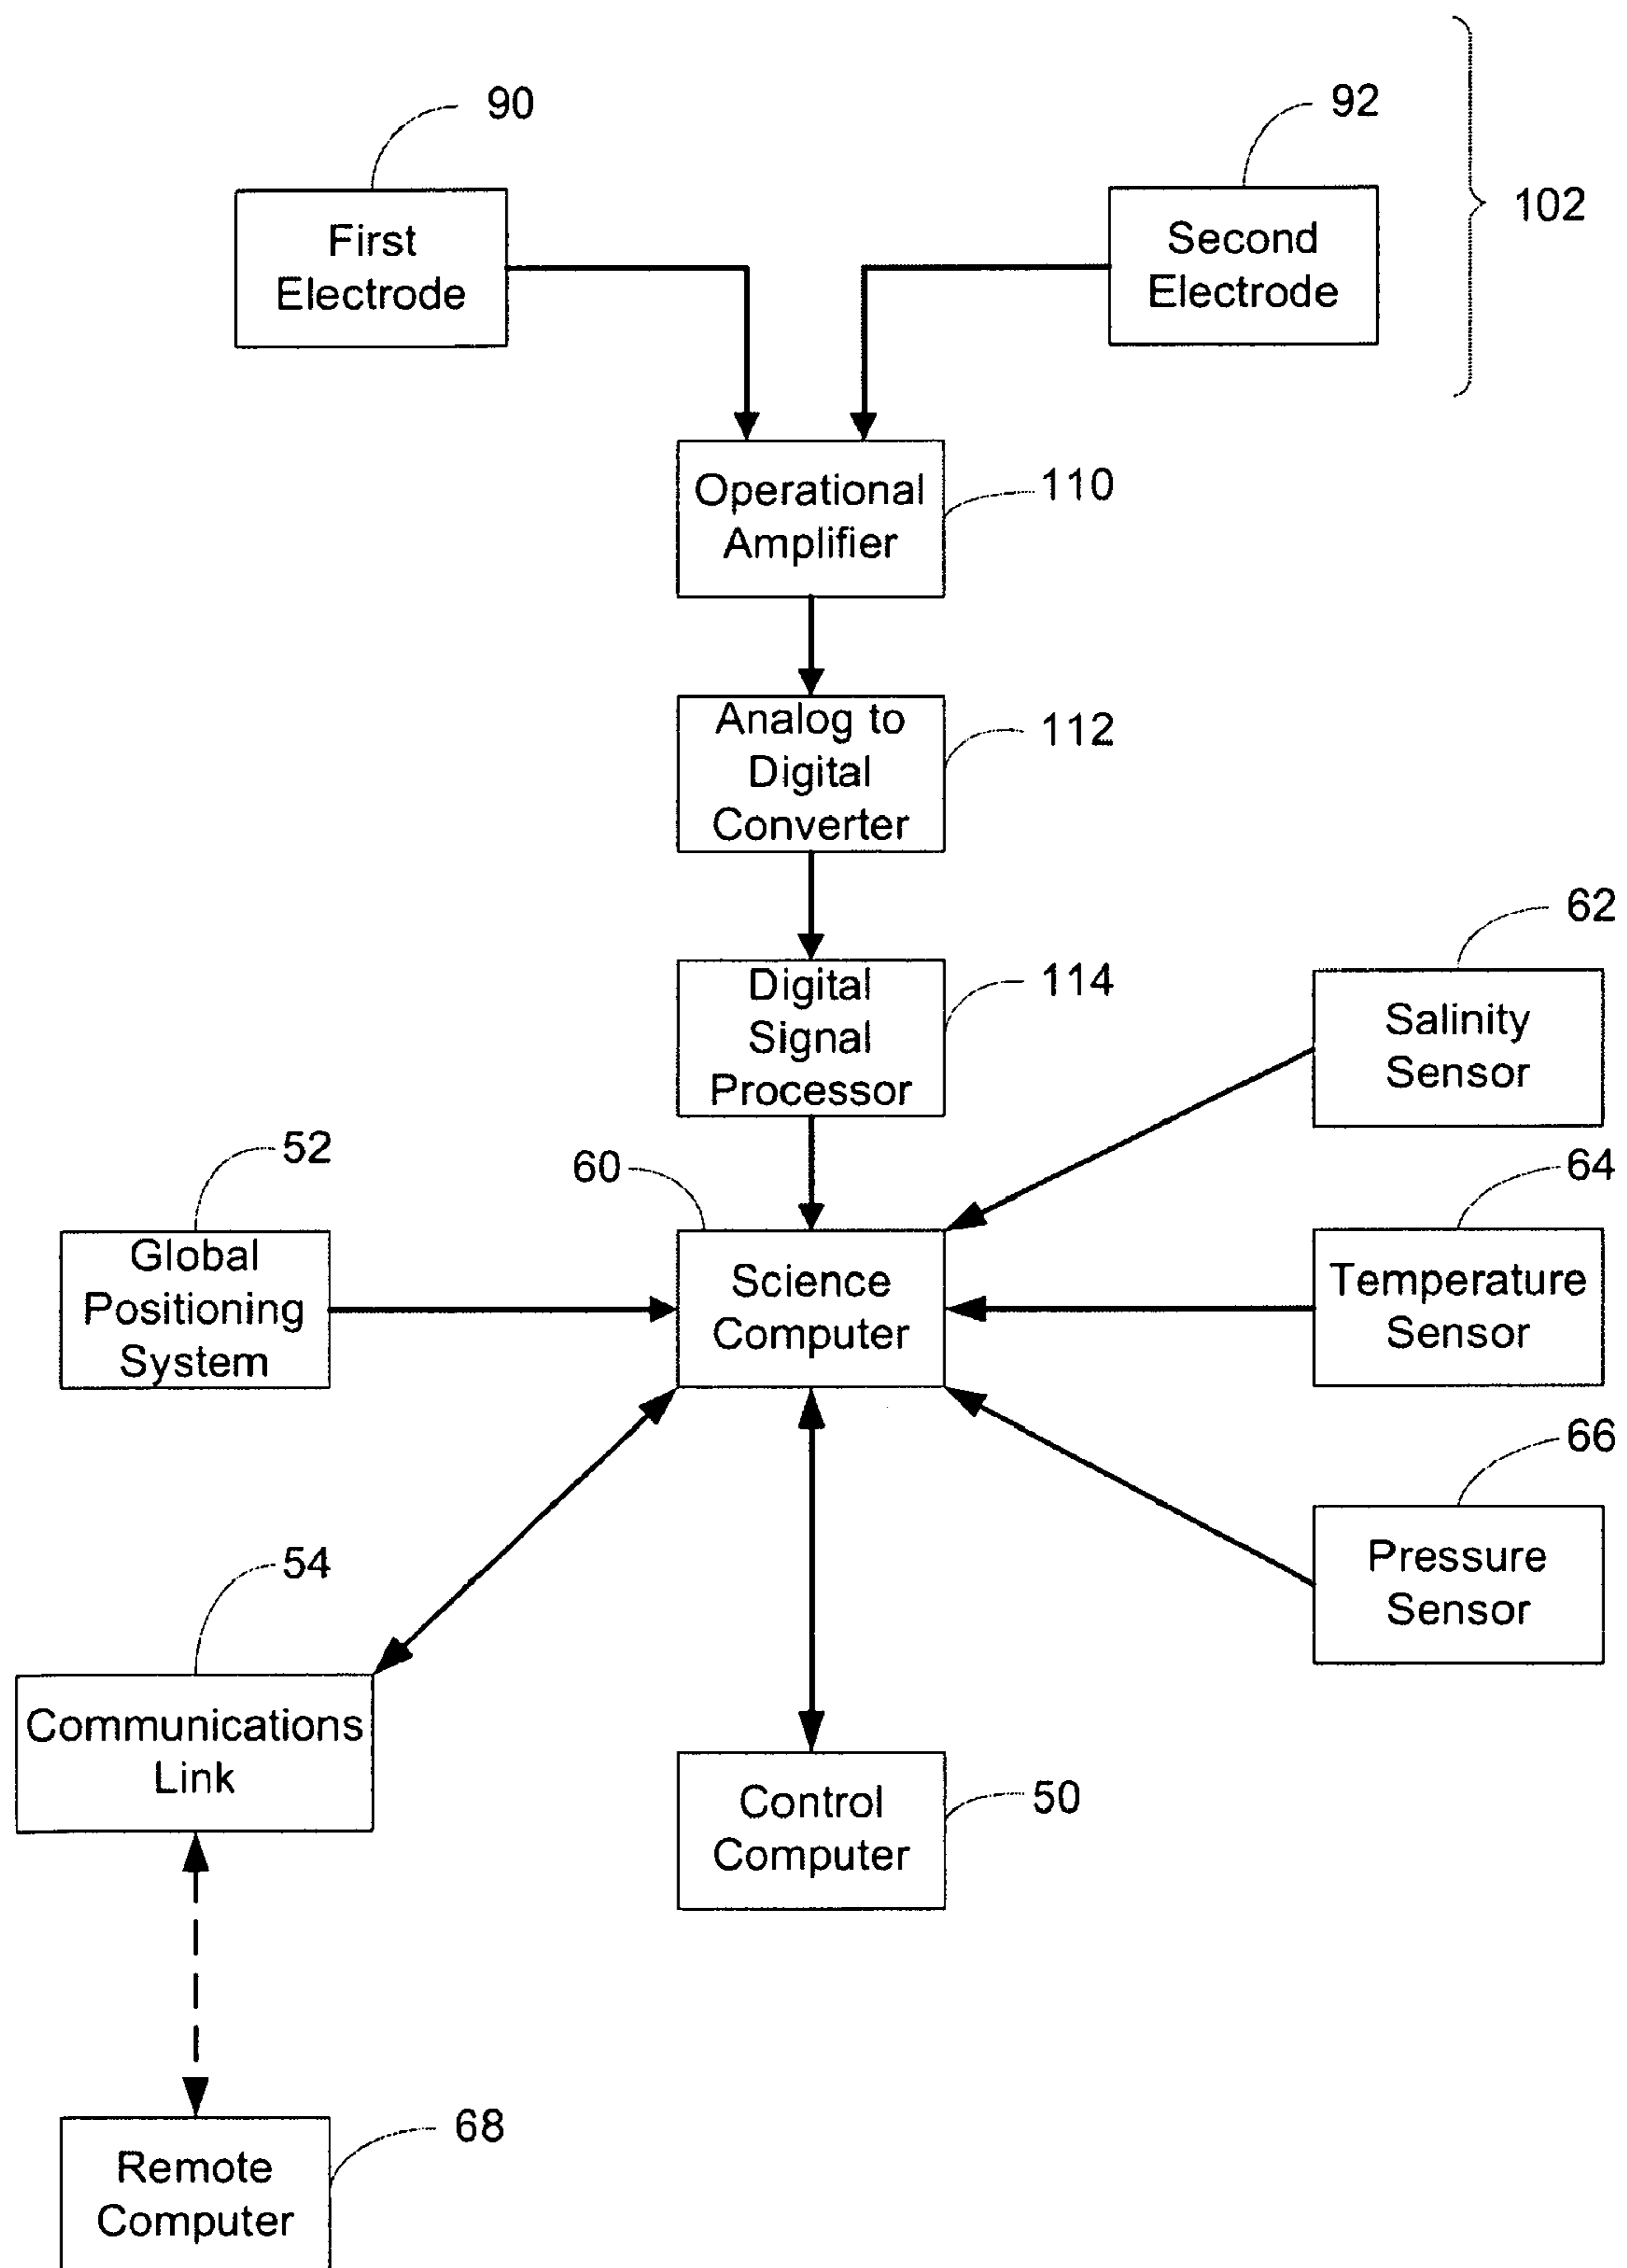 90
92
102
First
Electrode
Second
Electrode
Operational
Amplifier
110
Analog to
Digital
Converter
112
Digital
Signal
Processor
114
62
Salinity
Sensor
52
60
64
Global
Positioning
System
Science
Computer
Temperature
Sensor
66
Pressure
Sensor
54
Communications
Link
Control
Computer
50
68
Remote
Computer